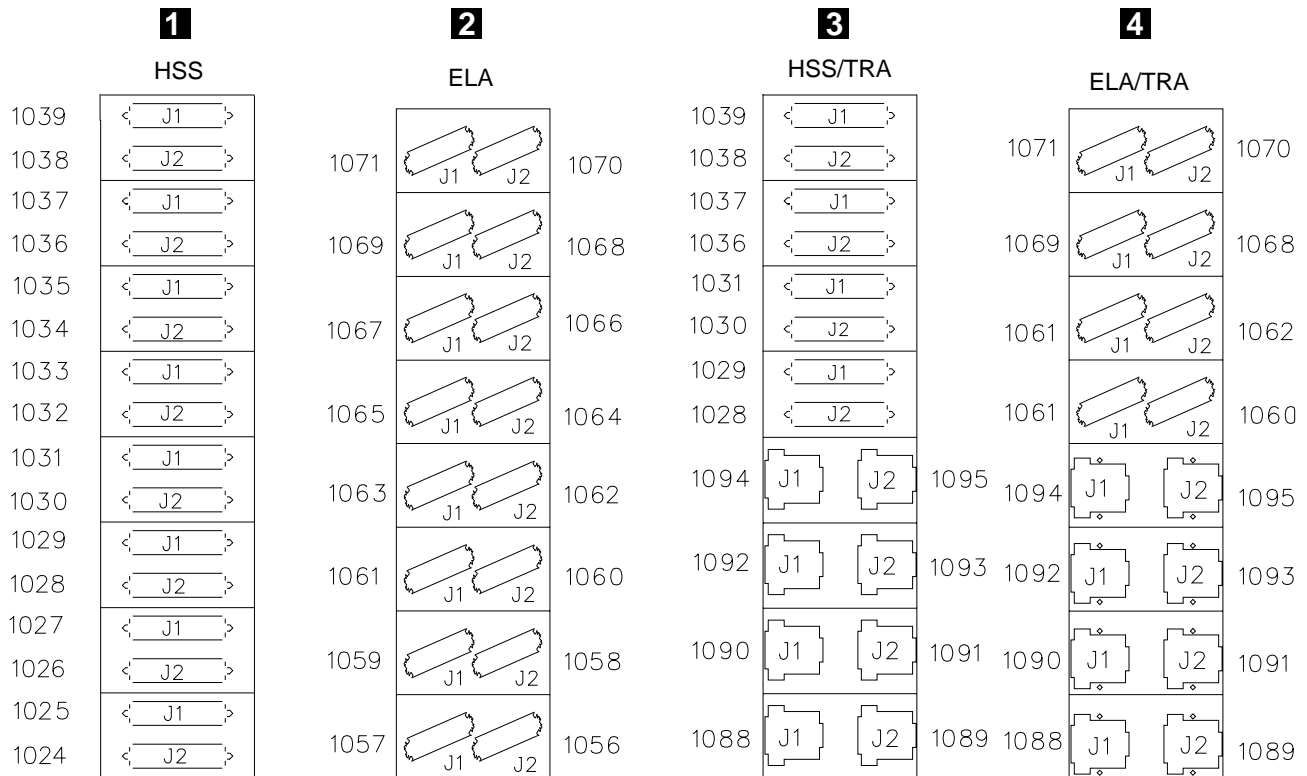 1 2 3 4
HSS ELA HSS/TRA ELA/TRA
1039 J1
1038 J2
1037 J1
1036 J2
1035 J1
1034 J2
1033 J1
1032 J2
1031 J1
1030 J2
1029 J1
1028 J2
1027 J1
1026 J2
1025 J1
1024 J2
1071 J1 J2 1070
1069 J1 J2 1068
1067 J1 J2 1066
1065 J1 J2 1064
1063 J1 J2 1062
1061 J1 J2 1060
1059 J1 J2 1058
1057 J1 J2 1056
1039 J1
1038 J2
1037 J1
1036 J2
1031 J1
1030 J2
1029 J1
1028 J2
1094 J1 J2 1095
1092 J1 J2 1093
1090 J1 J2 1091
1088 J1 J2 1089
1071 J1 J2 1070
1069 J1 J2 1068
1061 J1 J2 1062
1061 J1 J2 1060
1094 J1 J2 1095
1092 J1 J2 1093
1090 J1 J2 1091
1088 J1 J2 1089